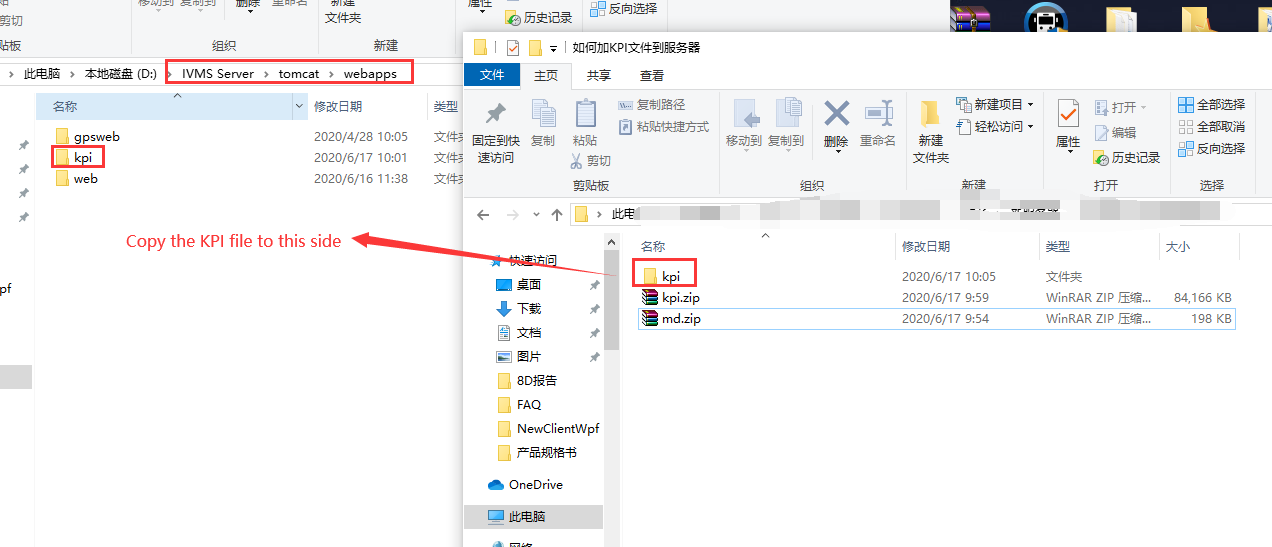 移动到 复制到 删除 重命名
新建
文件夹
属性
历史记录
反向选择
剪切
贴板
组织
新建
此电脑 本地磁盘 (D:) IVMS Server tomcat webapps
名称 修改日期 类型
gpsweb 2020/4/28 10:05 文件夹
kpi 2020/6/17 10:01 文件夹
web 2020/6/16 11:38 文件夹
Copy the KPI file to this side
pf
如何加KPI文件到服务器
文件 主页 共享 查看
固定到快
速访问
复制
粘贴
复制路径
粘贴快捷方式
剪切
移动到 复制到 删除 重命名
新建
文件夹
新建项目
轻松访问
属性
打开
编辑
历史记录
全部选择
全部取消
反向选择
剪贴板 组织 新建 打开 选择
此电
名称 修改日期 类型 大小
kpi 2020/6/17 10:05 文件夹
kpi.zip 2020/6/17 9:59 WinRAR ZIP 压缩... 84,166 KB
md.zip 2020/6/17 9:54 WinRAR ZIP 压缩... 198 KB
快速访问
桌面
下载
文档
图片
8D报告
FAQ
NewClientWpf
产品规格书
OneDrive
此电脑
网络